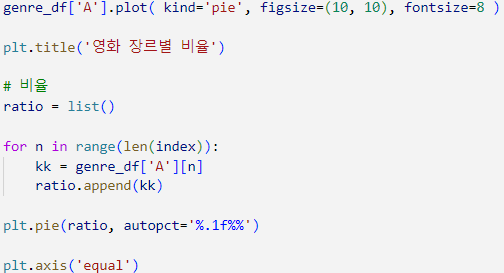 genre_df['A'].plot( kind='pie', figsize=(10, 10), fontsize=8 )
plt.title('영화 장르별 비율')
# 비율
ratio = list()
for n in range(len(index)):
    kk = genre_df['A'][n]
    ratio.append(kk)
plt.pie(ratio, autopct='%.1f%%')
plt.axis('equal')